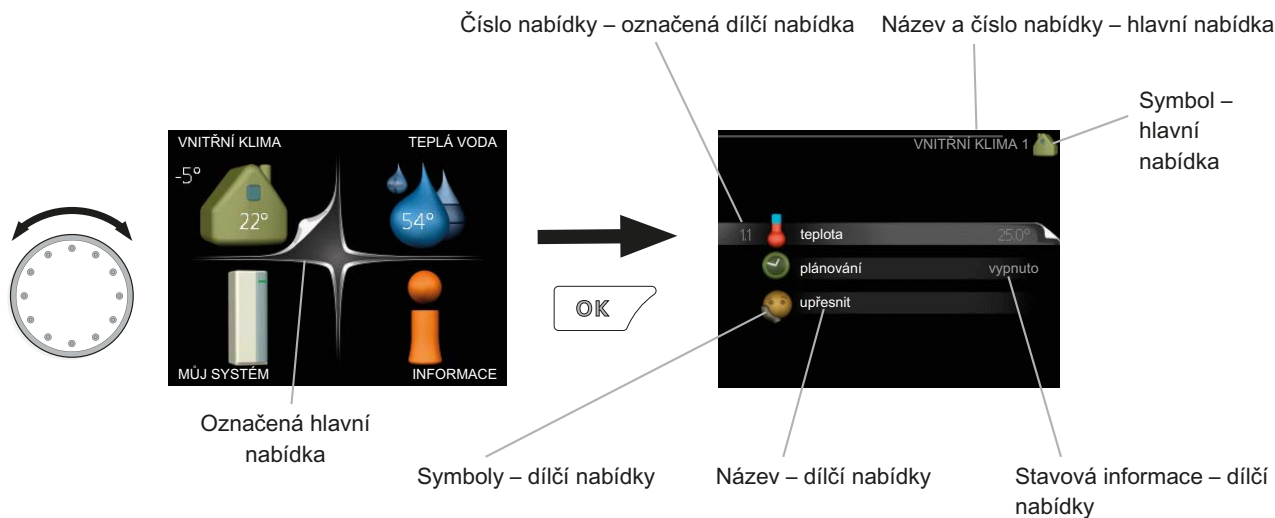 Číslo nabídky – označená dílčí nabídka
Název a číslo nabídky – hlavní nabídka
Symbol –
hlavní
nabídka
VNITŘNÍ KLIMA
TEPLÁ VODA
-5°
22°
54°
MŮJ SYSTÉM
INFORMACE
OK
VNITŘNÍ KLIMA 1
1.1 teplota 25.0°
plánování vypnuto
upřesnit
Označená hlavní
nabídka
Symboly – dílčí nabídky
Název – dílčí nabídky
Stavová informace – dílčí
nabídky